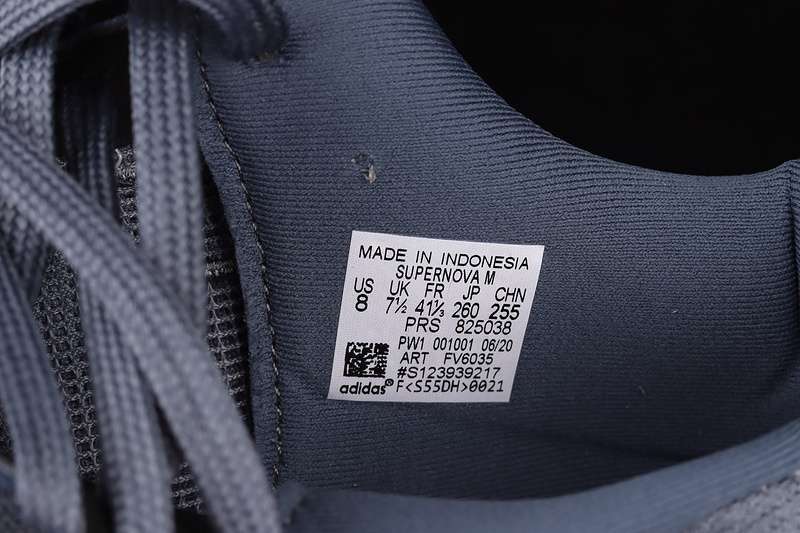 MADE IN INDONESIA
SUPERNOVA M
US UK FR JP CHN
8 7½ 41⅓ 260 255
PRS 825038
PW1 001001 06/20
ART FV6035
#S123939217
adidas® F<S55DH>0021